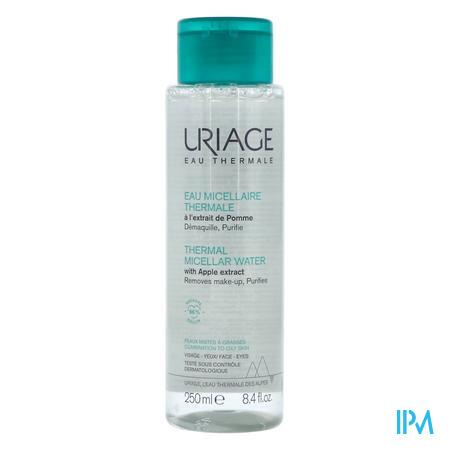 URIAGE
EAU THERMALE
EAU MICELLAIRE
THERMALE
à l'extrait de Pomme
Démaquille, Purifie
THERMAL
MICELLAR WATER
with Apple extract
Removes make-up, Purifies
PEAUX MIXTES À GRASSES
COMBINATION TO OILY SKIN
VISAGE - YEUX / FACE - EYES
TESTÉ SOUS CONTRÔLE
DERMATOLOGIQUE
URIAGE, L'EAU THERMALE DES ALPES
250 ml e 8.4 fl.oz
IPM